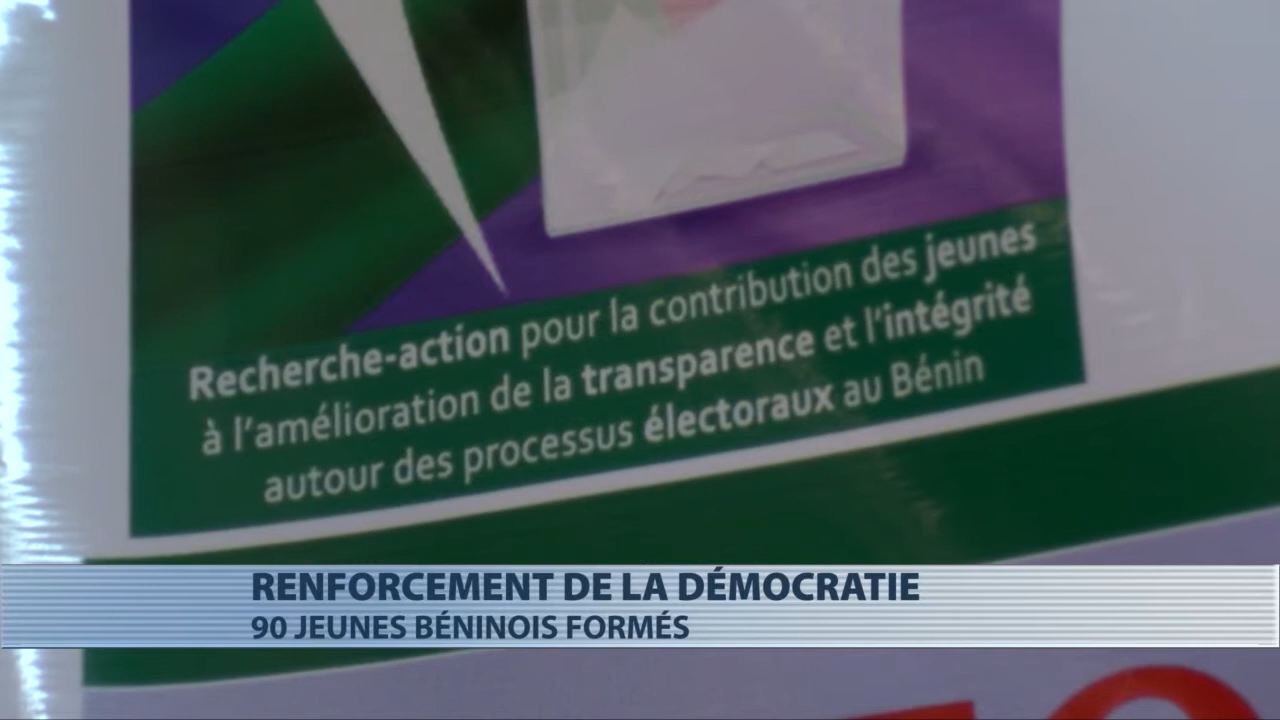 Recherche-action pour la contribution des jeunes
à l'amélioration de la transparence et l'intégrité
autour des processus électoraux au Bénin
RENFORCEMENT DE LA DÉMOCRATIE
90 JEUNES BÉNINOIS FORMÉS